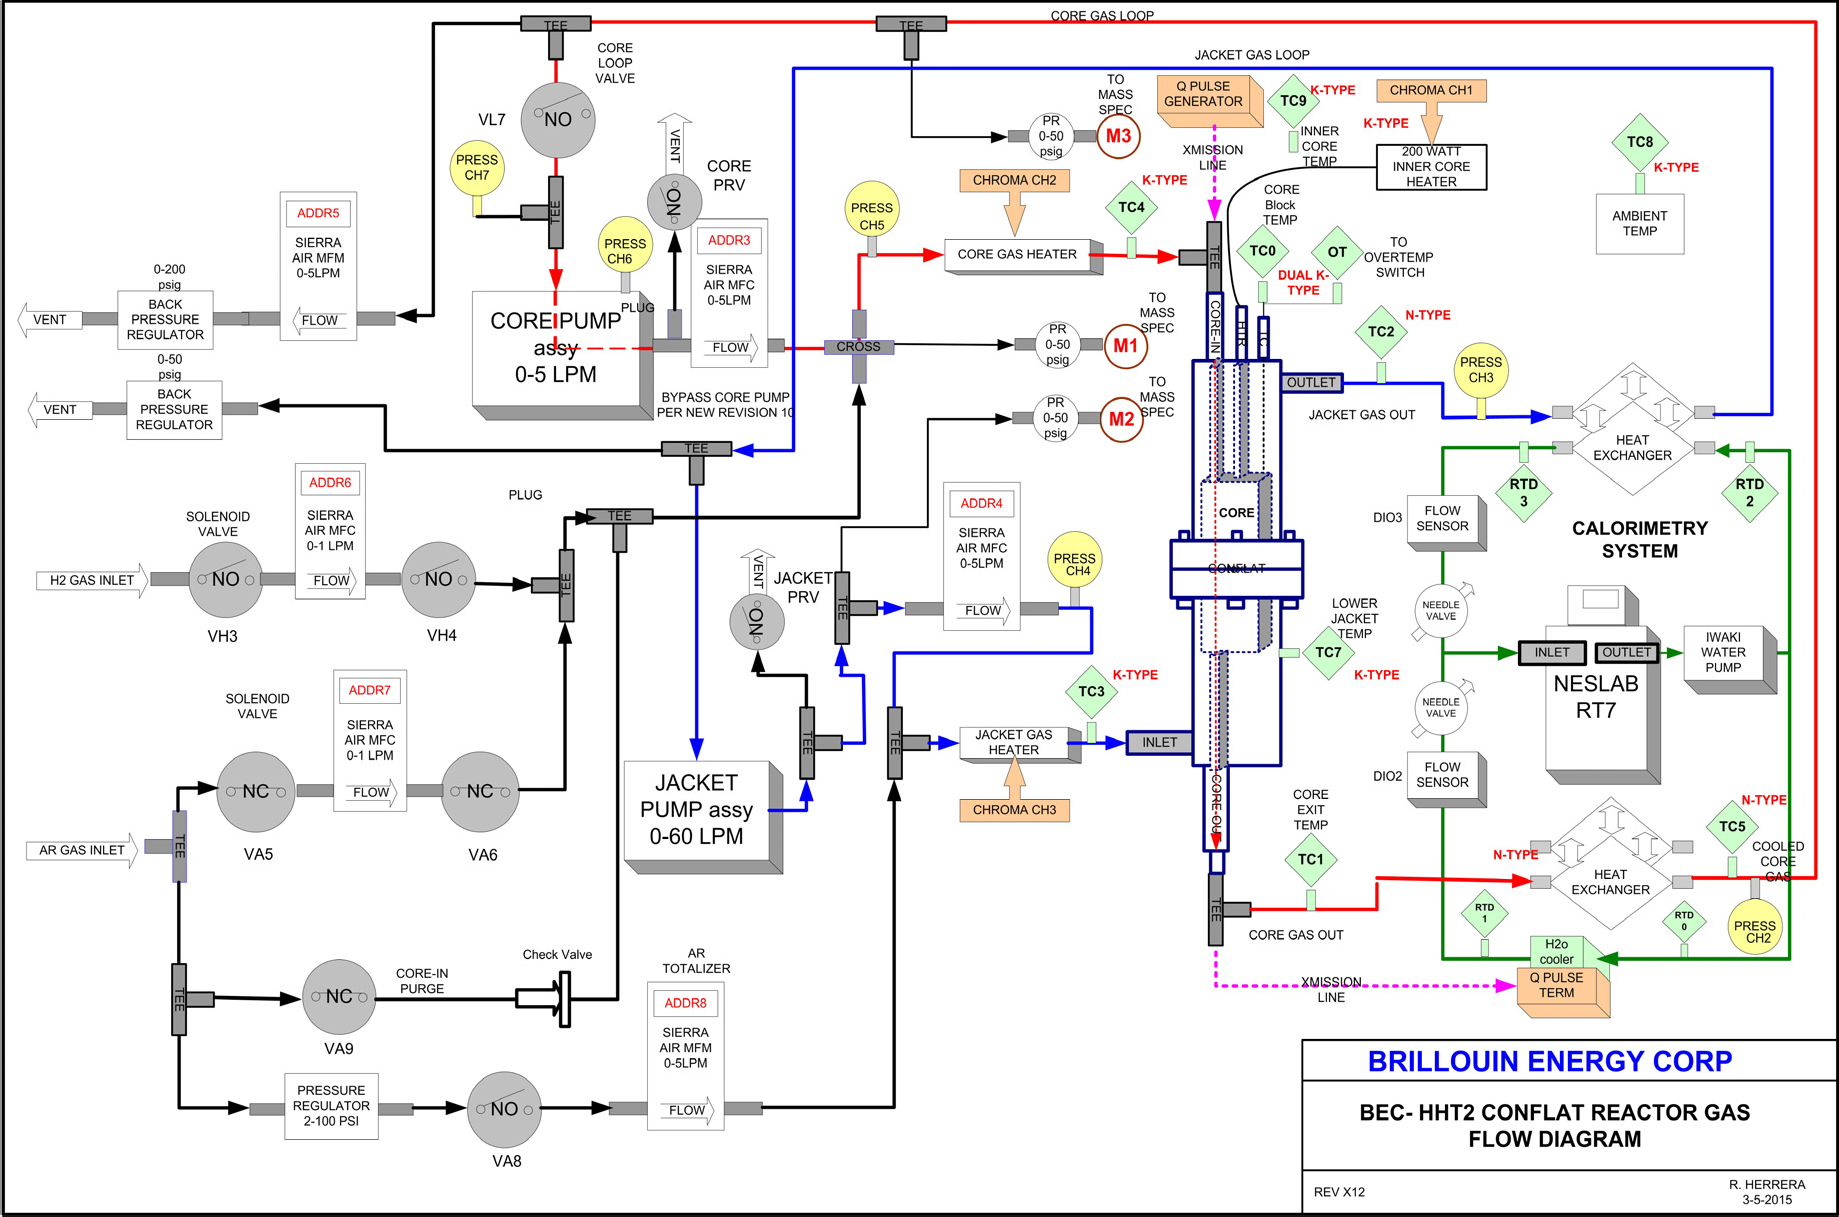 CORE GAS LOOP
TEE
TEE
CORE
LOOP
VALVE
JACKET GAS LOOP
VL7
NO
PRESS
CH7
TEE
VENT
NO
CORE
PRV
TO
MASS
SPEC
PR
0-50
psig
M3
Q PULSE
GENERATOR
XMISSION
LINE
TC9
K-TYPE
INNER
CORE
TEMP
CHROMA CH1
K-TYPE
200 WATT
INNER CORE
HEATER
TC8
K-TYPE
AMBIENT
TEMP
ADDR5
SIERRA
AIR MFM
0-5LPM
FLOW
0-200
psig
BACK
PRESSURE
REGULATOR
VENT
0-50
psig
BACK
PRESSURE
REGULATOR
VENT
PRESS
CH6
PLUG
CORE PUMP
assy
0-5 LPM
ADDR3
SIERRA
AIR MFC
0-5LPM
FLOW
BYPASS CORE PUMP
PER NEW REVISION 10
PRESS
CH5
CROSS
CHROMA CH2
CORE GAS HEATER
TC4
K-TYPE
TEE
CORE
Block
TEMP
TC0
OT
DUAL K-
TYPE
TO
OVERTEMP
SWITCH
TO
MASS
SPEC
PR
0-50
psig
M1
TO
MASS
SPEC
PR
0-50
psig
M2
CORE-IN
HTR
TC
OUTLET
TC2
N-TYPE
PRESS
CH3
JACKET GAS OUT
HEAT
EXCHANGER
RTD
3
RTD
2
TEE
ADDR6
SIERRA
AIR MFC
0-1 LPM
FLOW
SOLENOID
VALVE
H2 GAS INLET
NO
VH3
NO
VH4
PLUG
TEE
TEE
ADDR4
SIERRA
AIR MFC
0-5LPM
FLOW
PRESS
CH4
VENT
NO
JACKET
PRV
TEE
CORE
CONFLAT
DIO3
FLOW
SENSOR
CALORIMETRY
SYSTEM
NEEDLE
VALVE
NEEDLE
VALVE
DIO2
FLOW
SENSOR
INLET
OUTLET
NESLAB
RT7
IWAKI
WATER
PUMP
LOWER
JACKET
TEMP
TC7
K-TYPE
SOLENOID
VALVE
ADDR7
SIERRA
AIR MFC
0-1 LPM
FLOW
NC
VA5
NC
VA6
AR GAS INLET
TEE
JACKET
PUMP assy
0-60 LPM
TEE
TEE
TC3
K-TYPE
JACKET GAS
HEATER
CHROMA CH3
INLET
CORE-OUT
CORE
EXIT
TEMP
TC1
TEE
CORE GAS OUT
N-TYPE
HEAT
EXCHANGER
N-TYPE
TC5
COOLED
CORE
GAS
PRESS
CH2
RTD
1
RTD
0
H2o
cooler
Q PULSE
TERM
XMISSION
LINE
TEE
NC
VA9
CORE-IN
PURGE
Check Valve
AR
TOTALIZER
ADDR8
SIERRA
AIR MFM
0-5LPM
FLOW
PRESSURE
REGULATOR
2-100 PSI
NO
VA8
BRILLOUIN ENERGY CORP
BEC- HHT2 CONFLAT REACTOR GAS
FLOW DIAGRAM
REV X12
R. HERRERA
3-5-2015